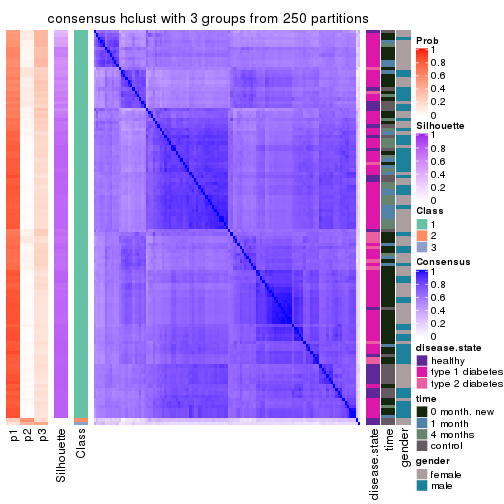 consensus hclust with 3 groups from 250 partitions
Prob
1
0.8
0.6
0.4
0.2
0
Silhouette
1
0.8
0.6
0.4
0.2
0
Class
1
2
3
Consensus
1
0.8
0.6
0.4
0.2
0
disease.state
healthy
type 1 diabetes
type 2 diabetes
time
0 month, new
1 month
4 months
control
gender
female
male
p1
p2
p3
Silhouette
Class
disease.state
time
gender